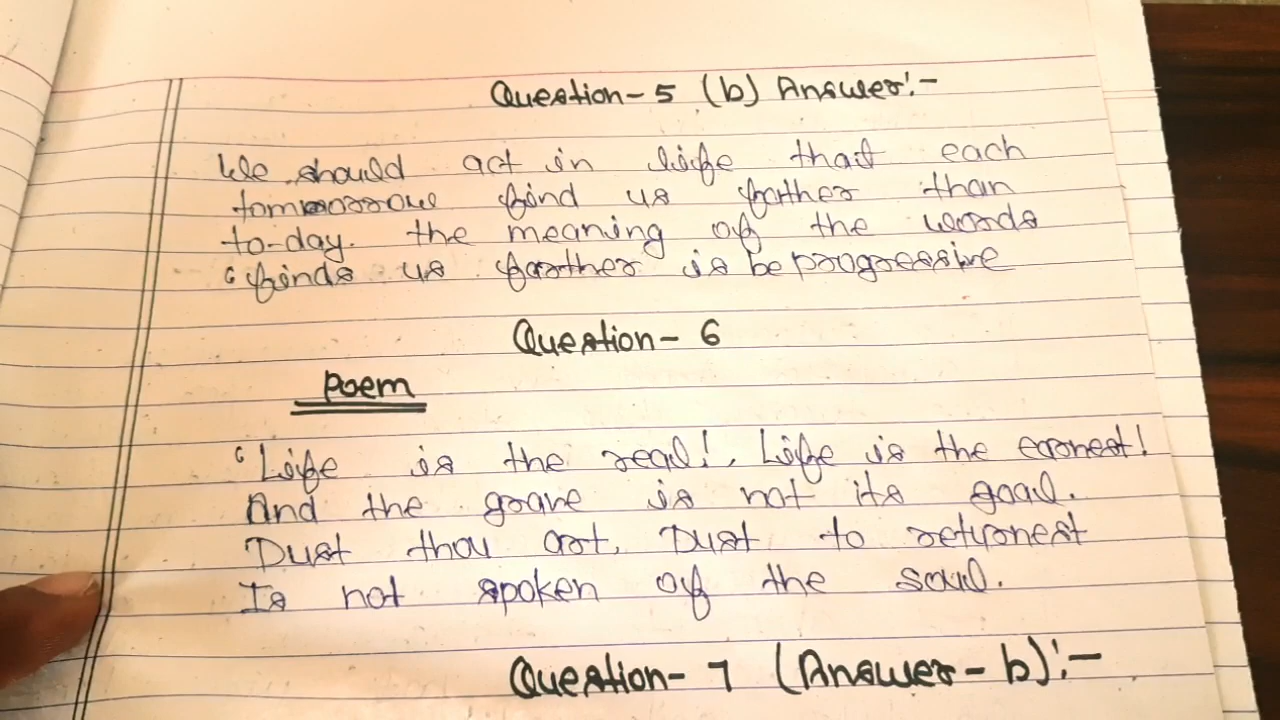 Question-5 (b) Answer:-
We should act in life that each
tommorrow find us farther than
to-day. the meaning of the words
'finds us farther is be progressive
Question- 6
Poem
'Life is the real!, Life is the earnest!
And the grave is not its goal.
Dust thou art, Dust to returnest
Is not spoken of the soul.
Question- 7 (Answer-b):-